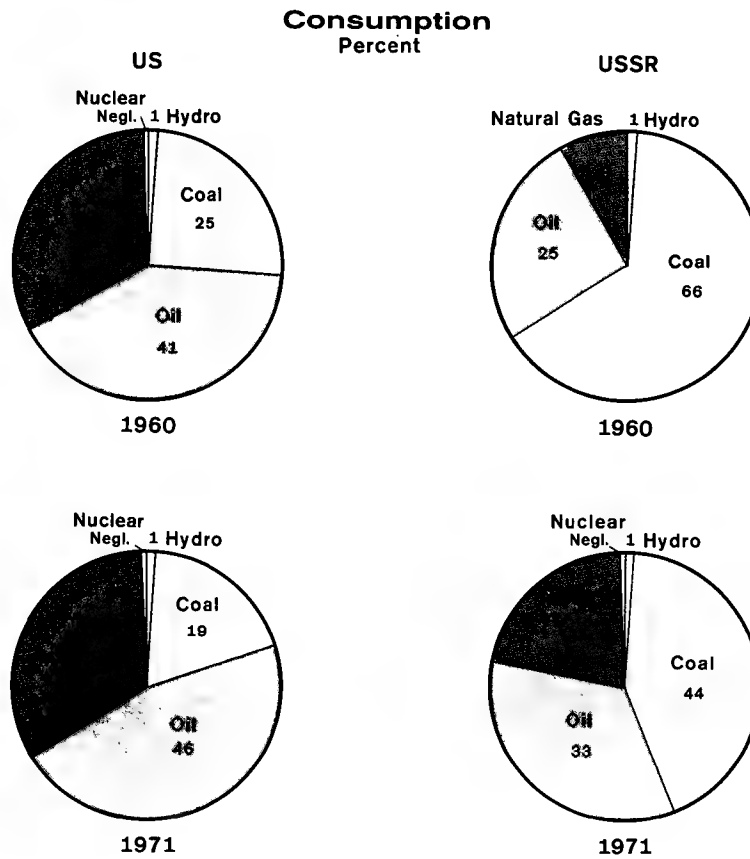 Consumption
Percent
US
Nuclear
Negl. 1 Hydro
Coal
25
Oil
41
1960
USSR
Natural Gas 1 Hydro
Oil
25
Coal
66
1960
Nuclear
Negl. 1 Hydro
Coal
19
Oil
46
1971
Nuclear
Negl. 1 Hydro
Coal
44
Oil
33
1971